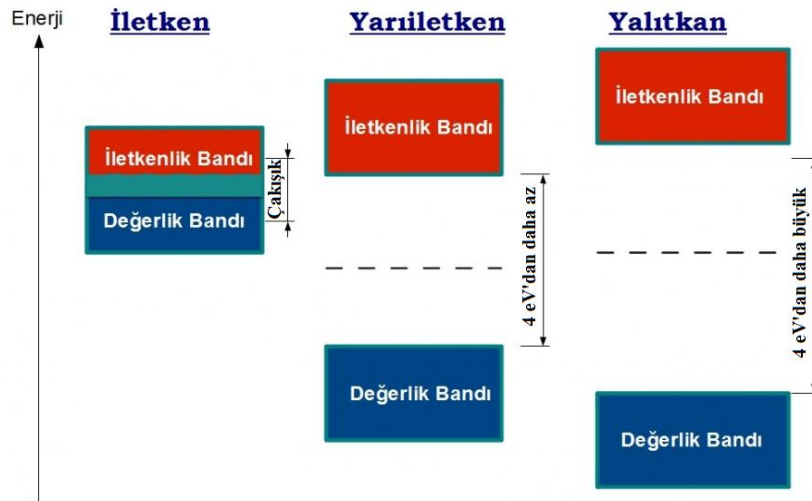 Enerji
İletken
Yarıiletken
Yalıtkan
İletkenlik Bandı
Değerlik Bandı
Çakışık
İletkenlik Bandı
Değerlik Bandı
4 eV'dan daha az
İletkenlik Bandı
Değerlik Bandı
4 eV'dan daha büyük